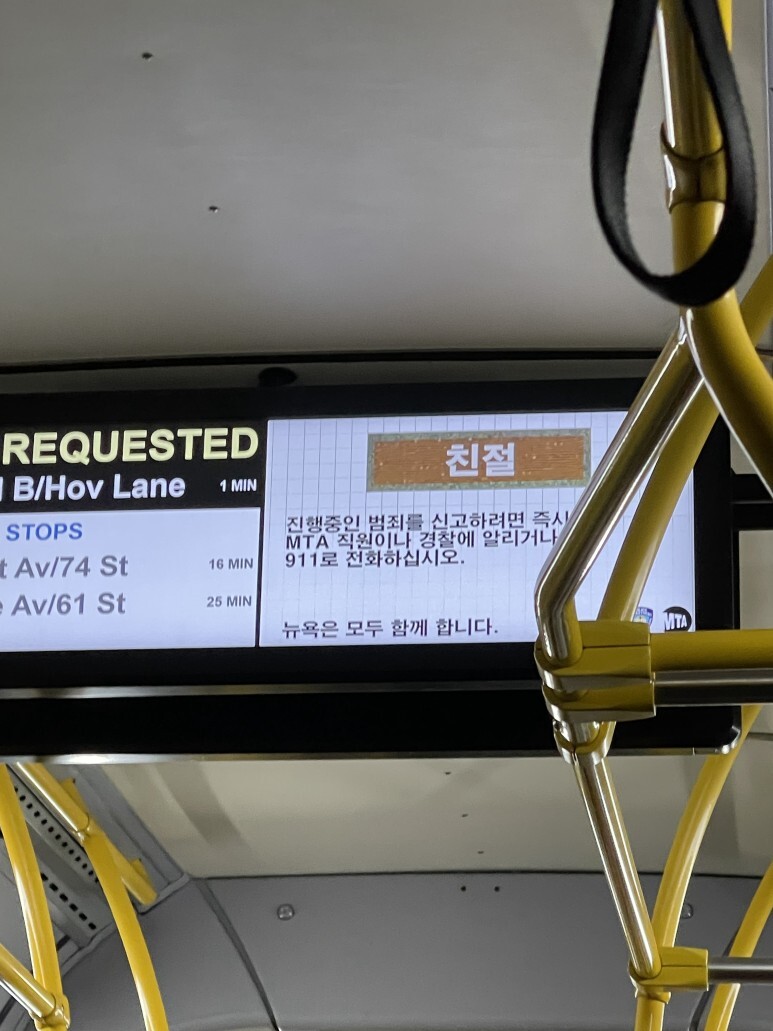 REQUESTED
B/Hov Lane 1 MIN
STOPS
Av/74 St 16 MIN
Av/61 St 25 MIN
친절
진행중인 범죄를 신고하려면 즉시
MTA 직원이나 경찰에 알리거나
911로 전화하십시오.
뉴욕은 모두 함께 합니다.
MTA